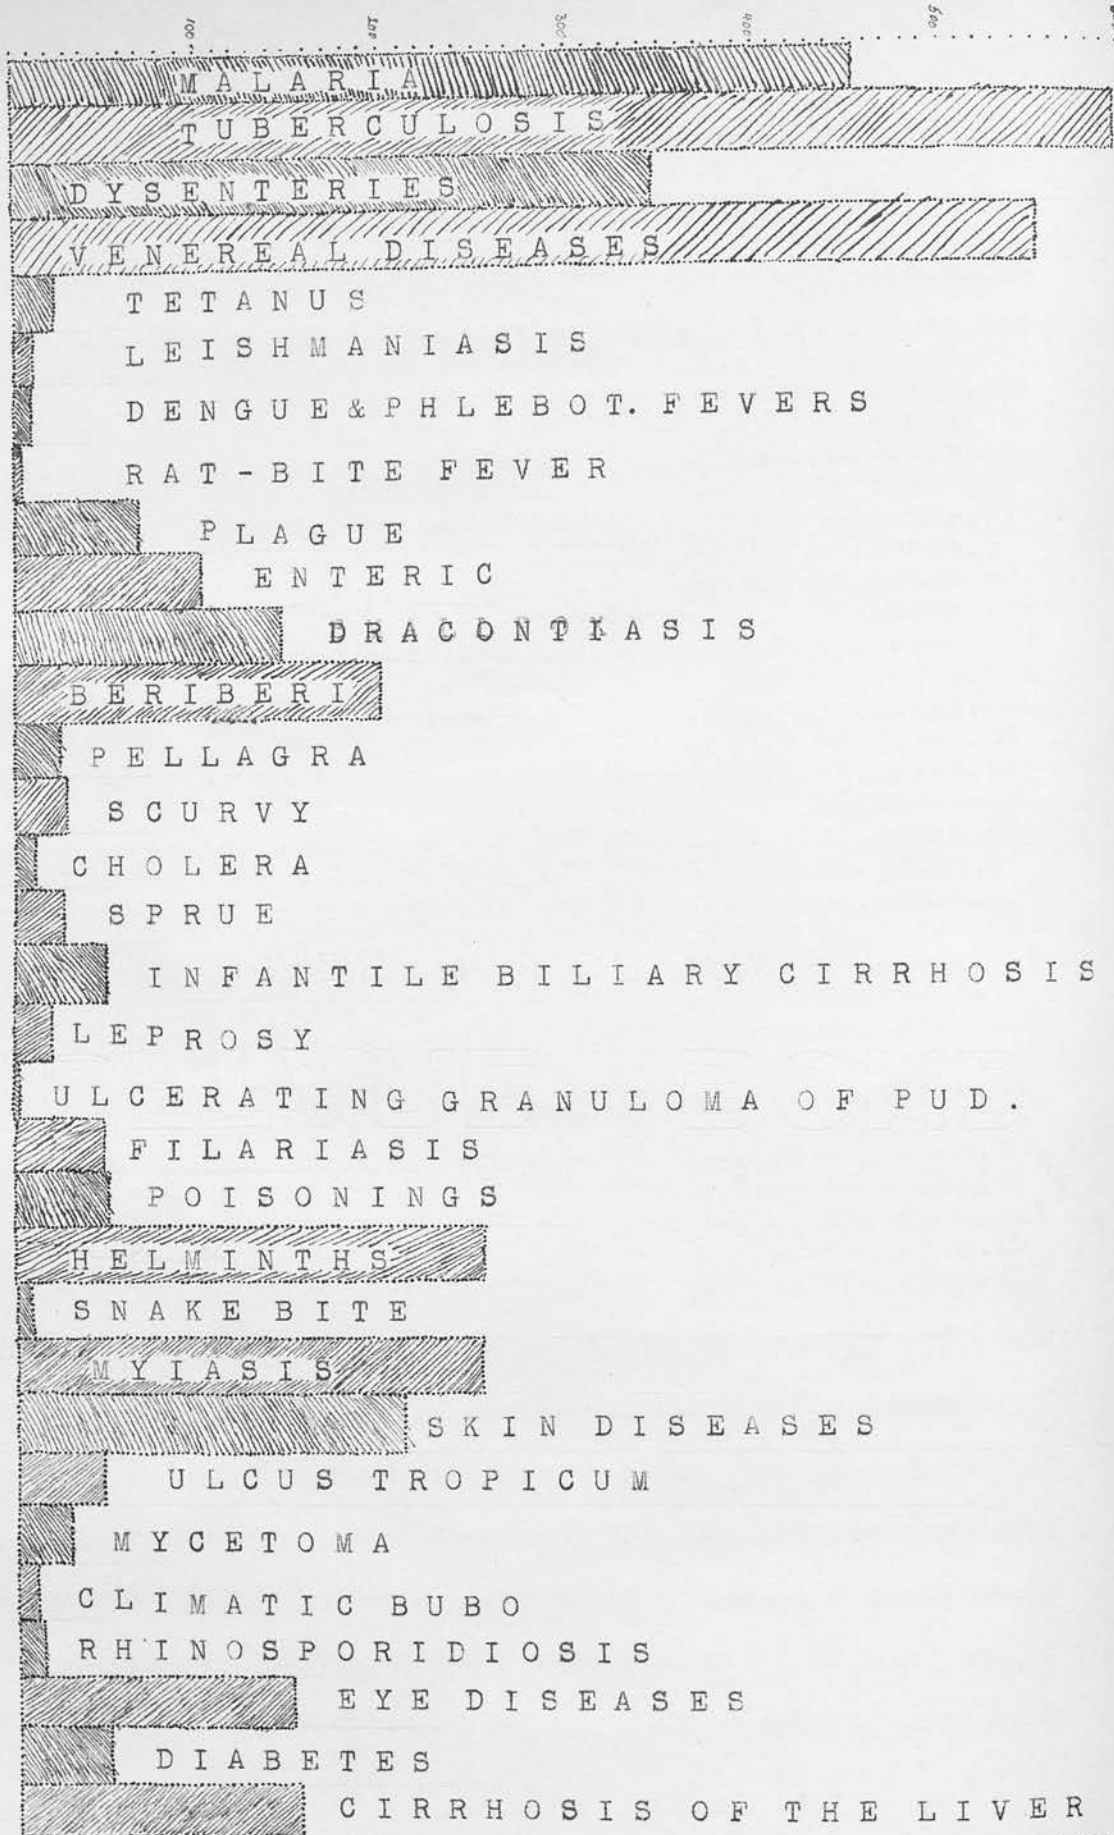 100 200 300 400 500
MALARIA
TUBERCULOSIS
DYSENTERIES
VENEREAL DISEASES
TETANUS
LEISHMANIASIS
DENGUE & PHLEBOT. FEVERS
RAT-BITE FEVER
PLAGUE
ENTERIC
DRACONTIASIS
BERIBERI
PELLAGRA
SCURVY
CHOLERA
SPRUE
INFANTILE BILIARY CIRRHOSIS
LEPROSY
ULCERATING GRANULOMA OF PUD.
FILARIASIS
POISONINGS
HELMINTHS
SNAKE BITE
MYIASIS
SKIN DISEASES
ULCUS TROPICUM
MYCETOMA
CLIMATIC BUBO
RHINOSPORIDIOSIS
EYE DISEASES
DIABETES
CIRRHOSIS OF THE LIVER